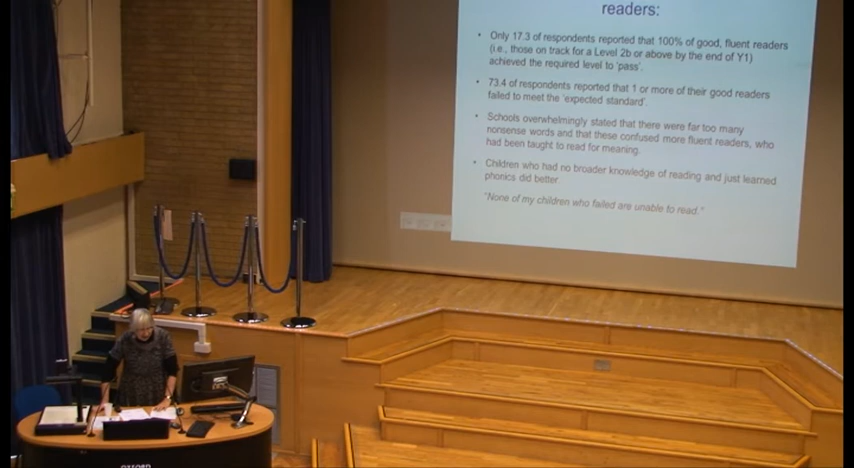 readers:
• Only 17.3 of respondents reported that 100% of good, fluent readers
(i.e., those on track for a Level 2b or above by the end of Y1)
achieved the required level to 'pass'.
• 73.4 of respondents reported that 1 or more of their good readers
failed to meet the 'expected standard'.
• Schools overwhelmingly stated that there were far too many
nonsense words and that these confused more fluent readers, who
had been taught to read for meaning.
• Children who had no broader knowledge of reading and just learned
phonics did better.
"None of my children who failed are unable to read."
OXFORD